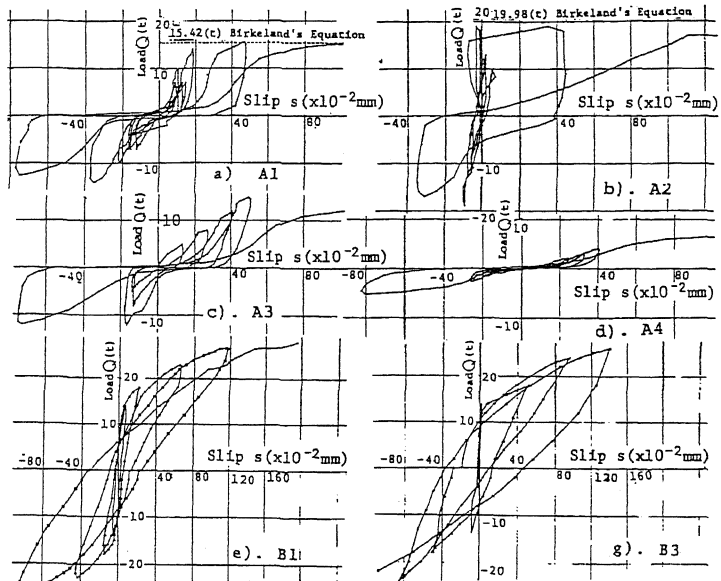 20
15.42(t) Birkeland's Equation
Load Q(t)
10
Slip s(x10⁻²mm)
-40
40
80
-10
a) A1
20
19.98(t) Birkeland's Equation
Load Q(t)
Slip s(x10⁻²mm)
-40
40
80
-10
b). A2
-20
Load Q(t)
10
Slip s(x10⁻²mm)
-40
40
80
-10
c). A3
Load Q(t)
10
-80
-40
40
80
Slip s(x10⁻²mm)
-10
d). A4
Load Q(t)
20
10
Slip s(x10⁻²mm)
-80
-40
40
80
120
160
-10
-20
e). B1
Load Q(t)
20
10
Slip s(x10⁻²mm)
-80
-40
40
80
120
160
-10
-20
g). B3